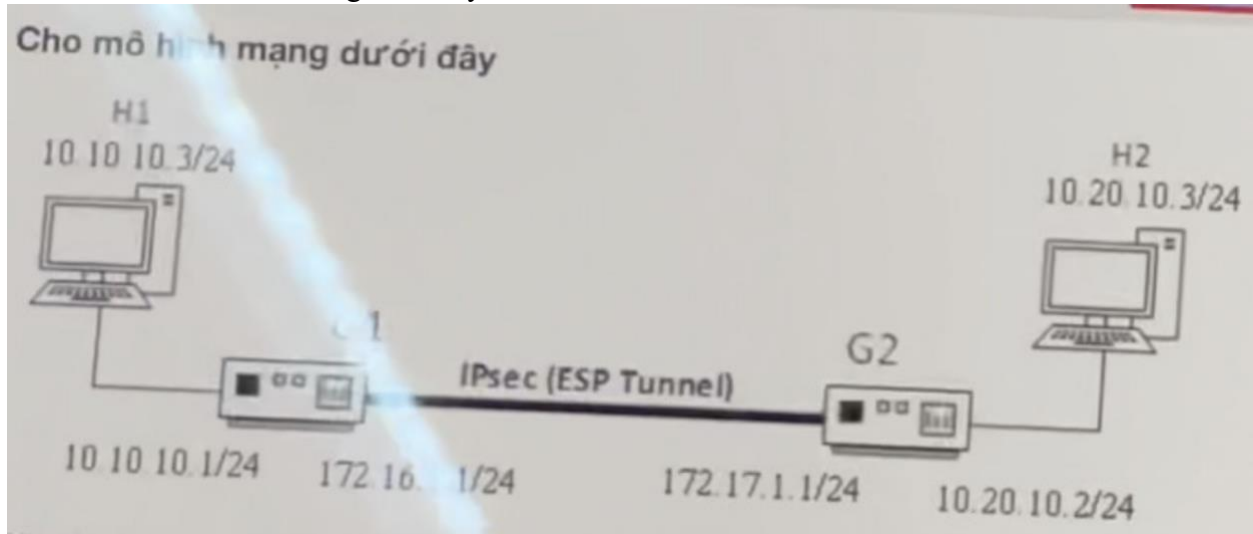 Cho mô hình mạng dưới đây
H1
10.10.10.3/24
H2
10.20.10.3/24
G2
IPsec (ESP Tunnel)
10.10.10.1/24
172.16. 1/24
172.17.1.1/24
10.20.10.2/24